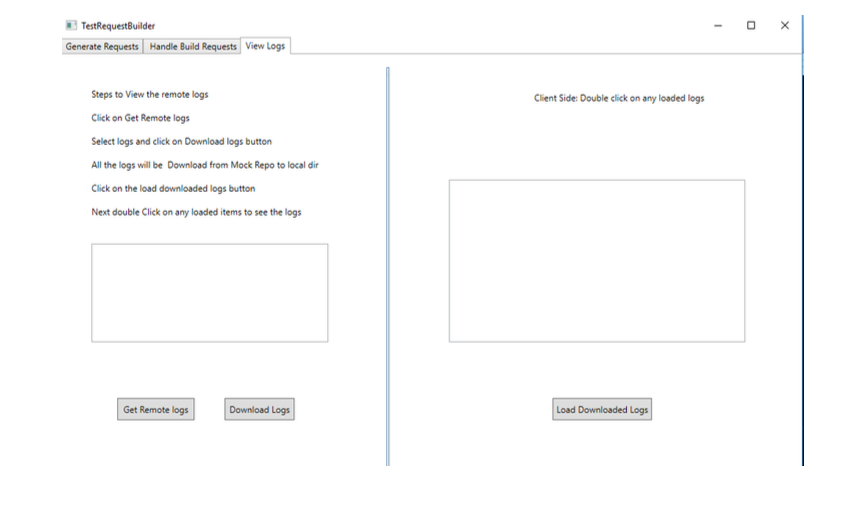 TestRequestBuilder
Generate Requests
Handle Build Requests
View Logs
Steps to View the remote logs
Click on Get Remote logs
Select logs and click on Download logs button
All the logs will be  Download from Mock Repo to local dir
Click on the load downloaded logs button
Next double Click on any loaded items to see the logs
Get Remote logs
Download Logs
Client Side: Double click on any loaded logs
Load Downloaded Logs